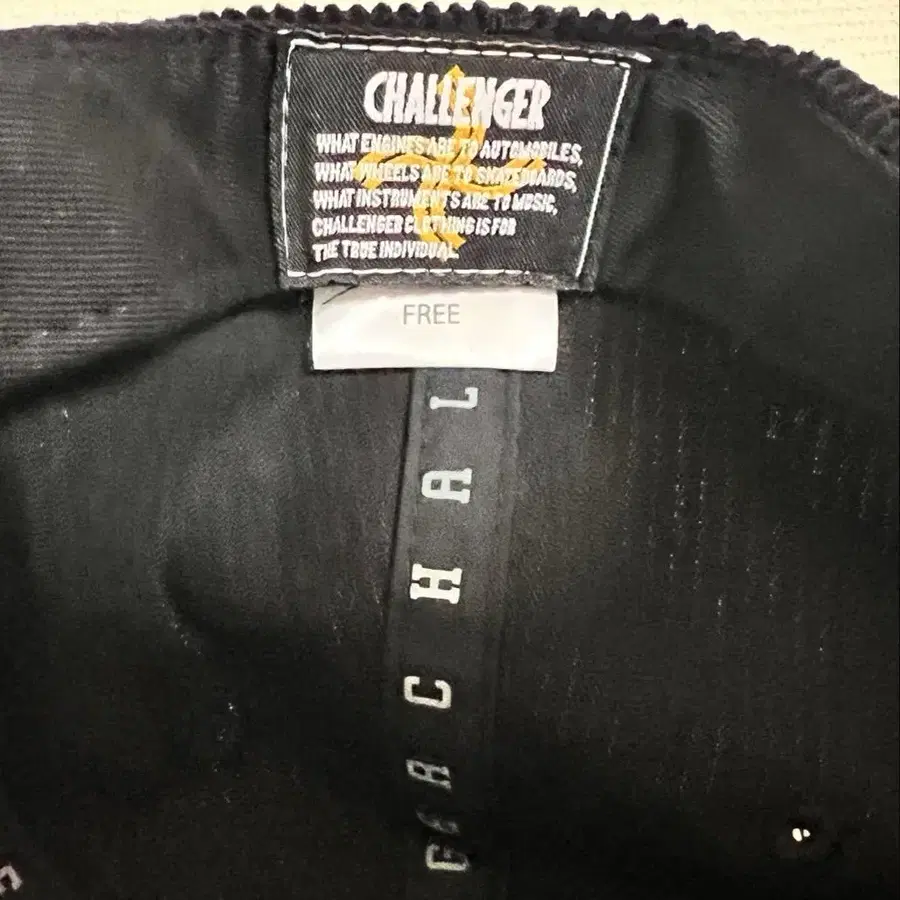 CHALLENGER
WHAT ENGINES ARE TO AUTOMOBILES,
WHAT WHEELS ARE TO SKATEBOARDS,
WHAT INSTRUMENTS ARE TO MUSIC,
CHALLENGER CLOTHING IS FOR
THE TRUE INDIVIDUAL.
FREE
GER CHAL